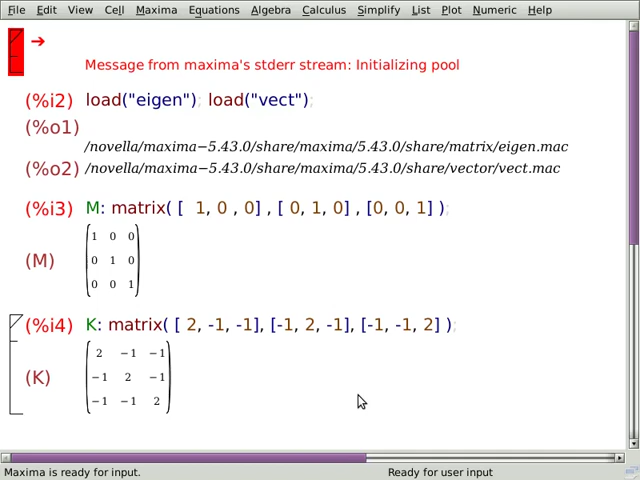 File Edit View Cell Maxima Equations Algebra Calculus Simplify List Plot Numeric Help
➔
Message from maxima's stderr stream: Initializing pool
(%i2) load("eigen"); load("vect");
(%o1)
/novella/maxima−5.43.0/share/maxima/5.43.0/share/matrix/eigen.mac
(%o2) /novella/maxima−5.43.0/share/maxima/5.43.0/share/vector/vect.mac
(%i3) M: matrix( [ 1, 0 , 0] , [ 0, 1, 0] , [0, 0, 1] );
1 0 0
(M) 0 1 0
0 0 1
(%i4) K: matrix( [ 2, -1, -1], [-1, 2, -1], [-1, -1, 2] );
2 −1 −1
(K) −1 2 −1
−1 −1 2
Maxima is ready for input. Ready for user input